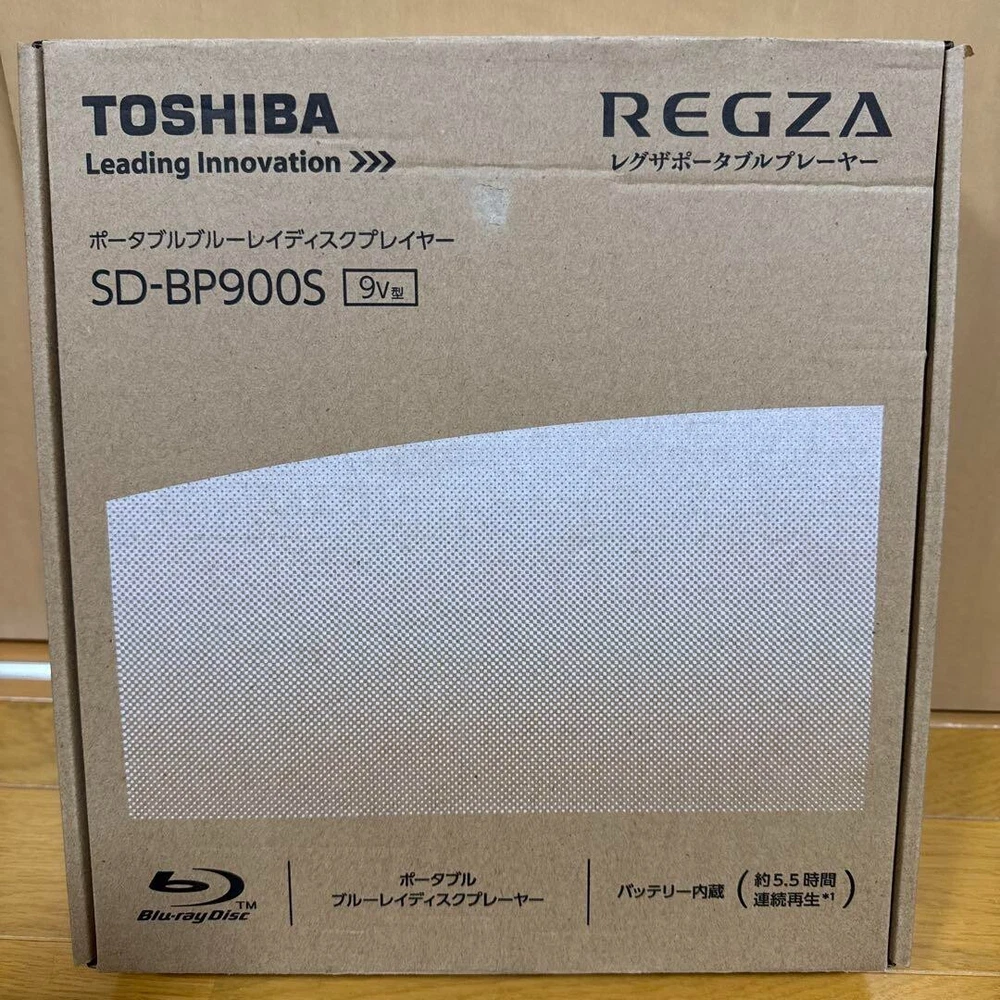 TOSHIBA
Leading Innovation >>>
REGZA
レグザポータブルプレーヤー
ポータブルブルーレイディスクプレイヤー
SD-BP900S 9V型
Blu-ray Disc TM
ポータブル
ブルーレイディスクプレーヤー
バッテリー内蔵 (約5.5時間
連続再生*1)